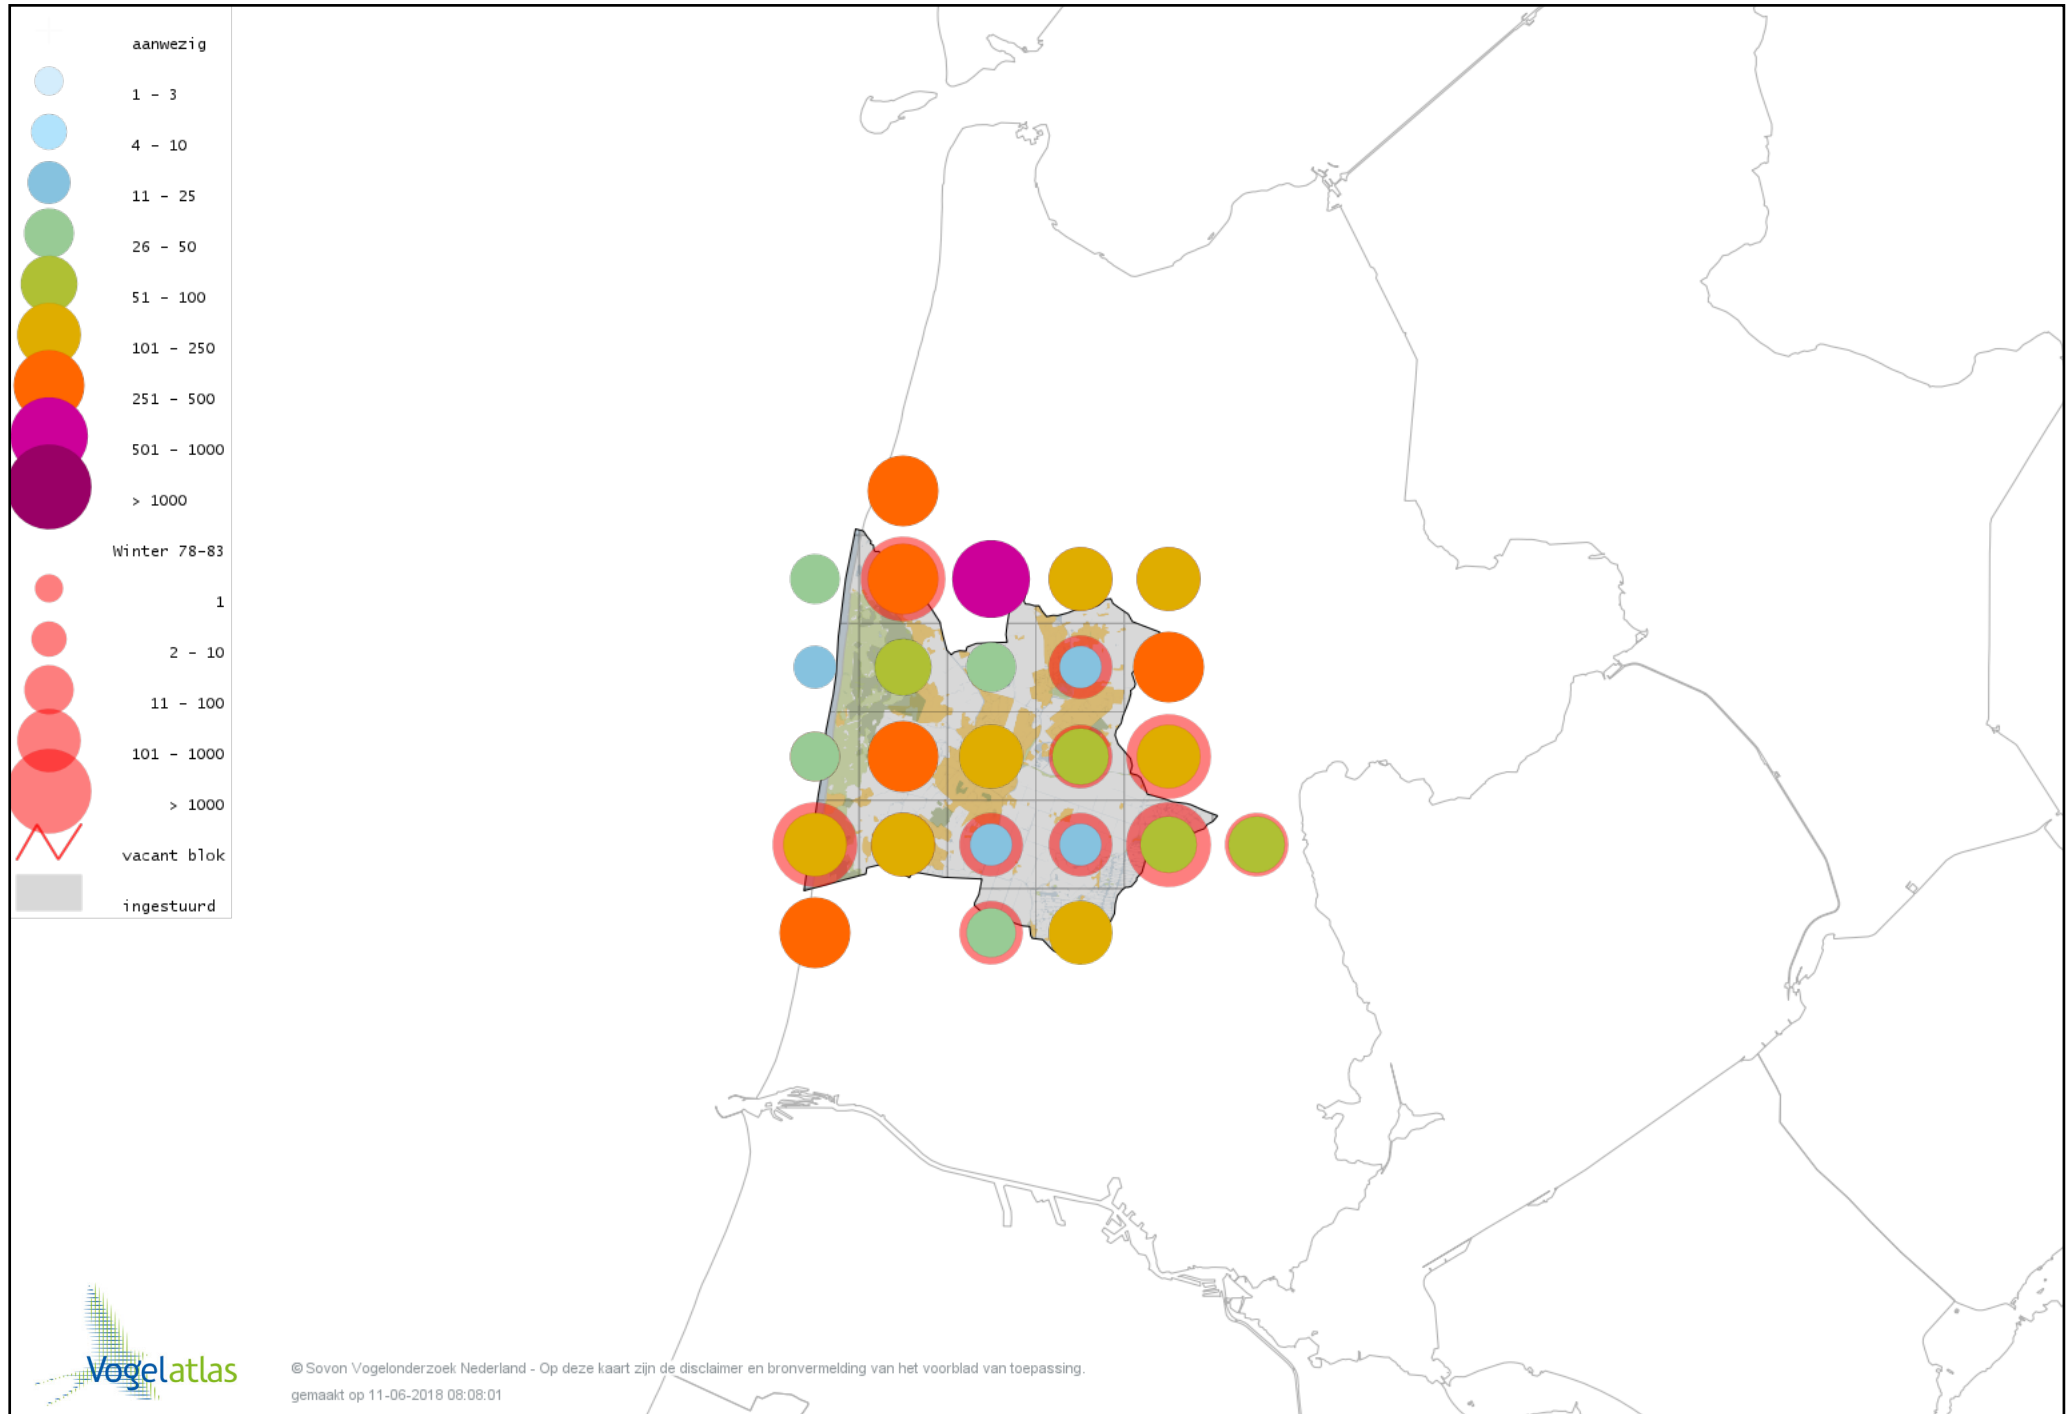 aanwezig
1 - 3
4 - 10
11 - 25
26 - 50
51 - 100
101 - 250
251 - 500
501 - 1000
> 1000
Winter 78-83
1
2 - 10
11 - 100
101 - 1000
> 1000
vacant blok
ingestuurd
Vogelatlas
© Sovon Vogelonderzoek Nederland - Op deze kaart zijn de disclaimer en bronvermelding van het voorblad van toepassing.
gemaakt op 11-06-2018 08:08:01